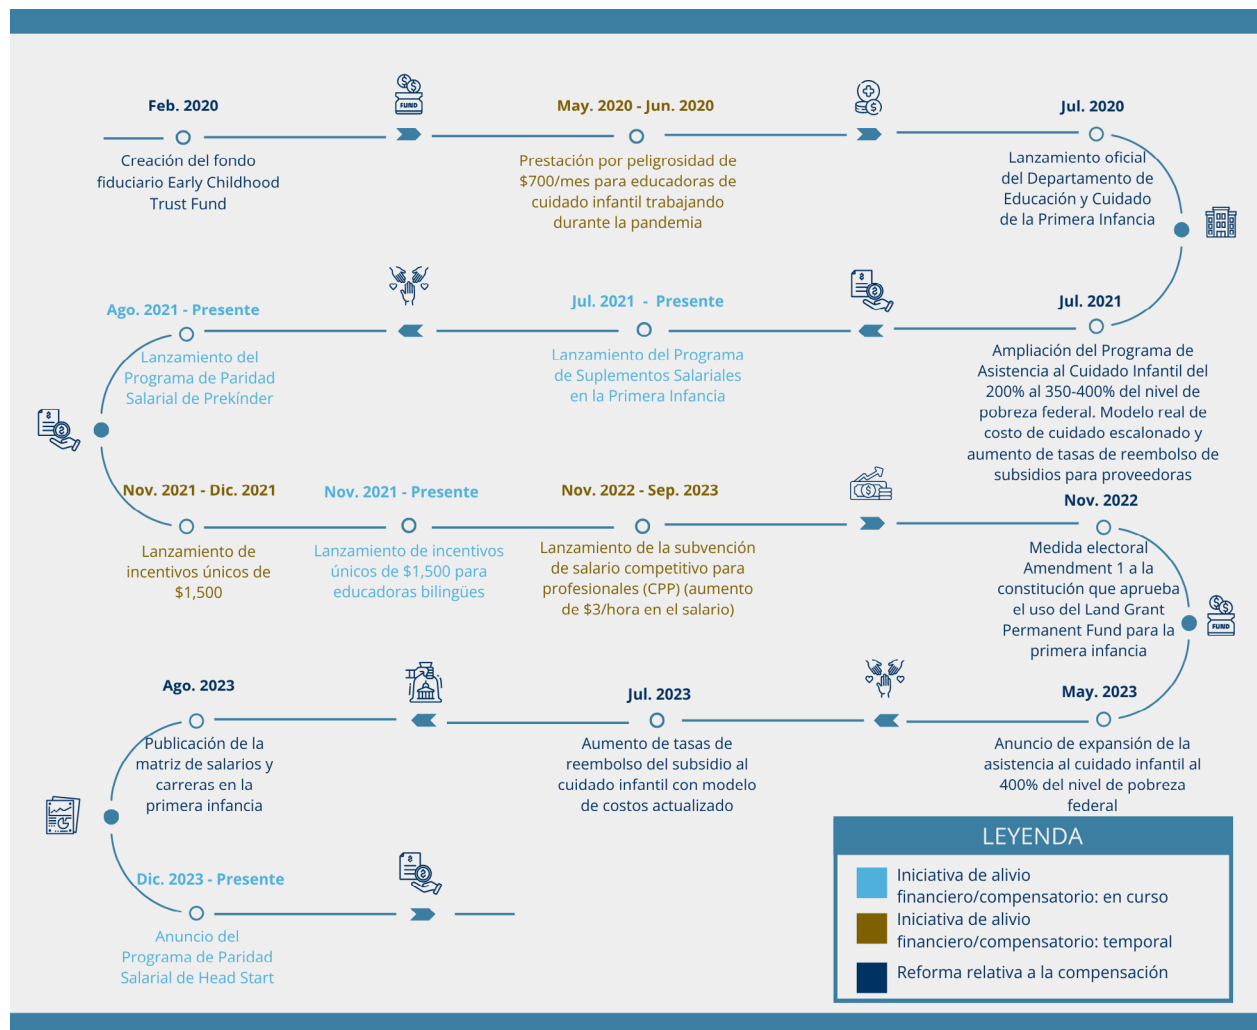 Feb. 2020
Creación del fondo
fiduciario Early Childhood
Trust Fund
FUND
May. 2020 - Jun. 2020
Prestación por peligrosidad de
$700/mes para educadoras de
cuidado infantil trabajando
durante la pandemia
Jul. 2020
Lanzamiento oficial
del Departamento de
Educación y Cuidado
de la Primera Infancia
Jul. 2021
Ampliación del Programa de
Asistencia al Cuidado Infantil del
200% al 350-400% del nivel de
pobreza federal. Modelo real de
costo de cuidado escalonado y
aumento de tasas de reembolso de
subsidios para proveedoras
Jul. 2021 - Presente
Lanzamiento del Programa
de Suplementos Salariales
en la Primera Infancia
Ago. 2021 - Presente
Lanzamiento del
Programa de Paridad
Salarial de Prekínder
Nov. 2021 - Dic. 2021
Lanzamiento de
incentivos únicos de
$1,500
Nov. 2021 - Presente
Lanzamiento de incentivos
únicos de $1,500 para
educadoras bilingües
Nov. 2022 - Sep. 2023
Lanzamiento de la subvención
de salario competitivo para
profesionales (CPP) (aumento
de $3/hora en el salario)
Nov. 2022
Medida electoral
Amendment 1 a la
constitución que aprueba
el uso del Land Grant
Permanent Fund para la
primera infancia
FUND
May. 2023
Anuncio de expansión de la
asistencia al cuidado infantil al
400% del nivel de pobreza
federal
Jul. 2023
Aumento de tasas de
reembolso del subsidio al
cuidado infantil con modelo
de costos actualizado
Ago. 2023
Publicación de la
matriz de salarios y
carreras en la
primera infancia
Dic. 2023 - Presente
Anuncio del
Programa de Paridad
Salarial de Head Start
LEYENDA
Iniciativa de alivio
financiero/compensatorio: en curso
Iniciativa de alivio
financiero/compensatorio: temporal
Reforma relativa a la compensación